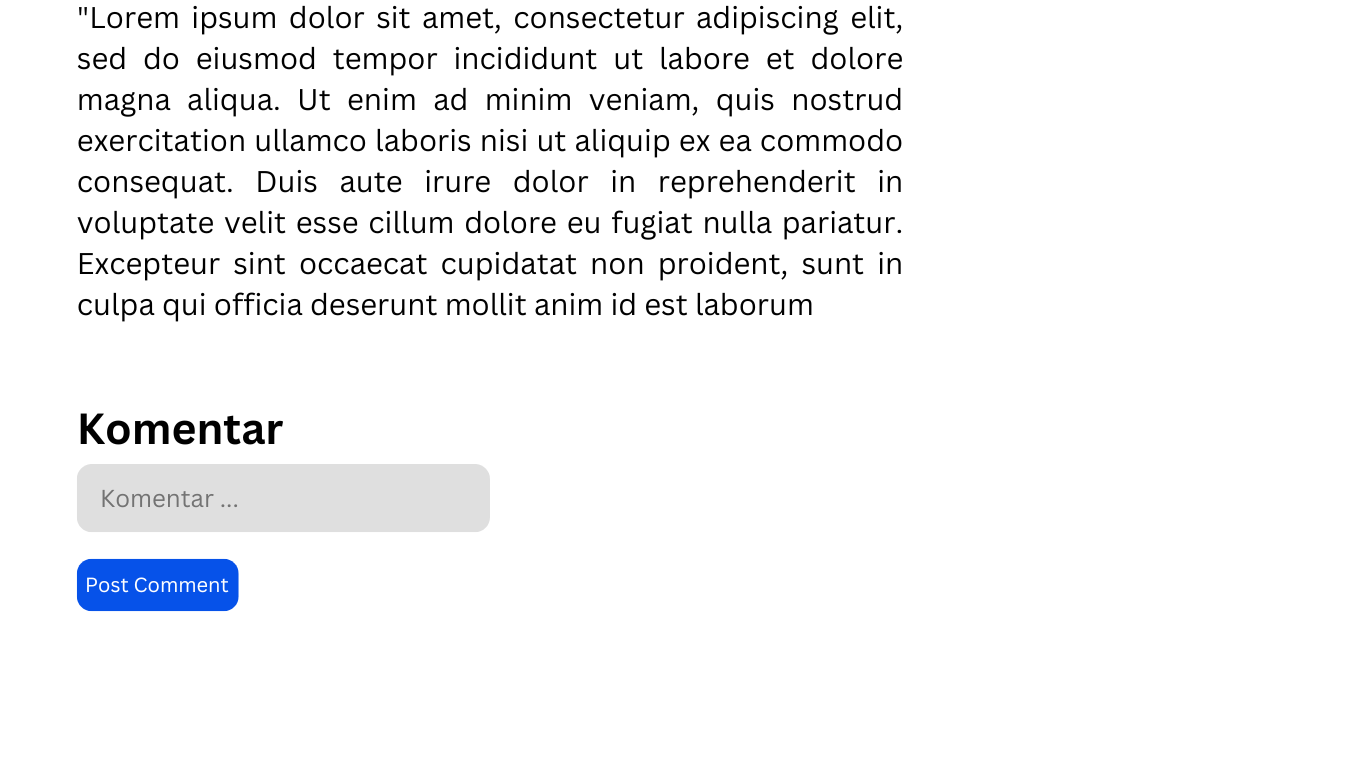 "Lorem ipsum dolor sit amet, consectetur adipiscing elit,
sed do eiusmod tempor incididunt ut labore et dolore
magna aliqua. Ut enim ad minim veniam, quis nostrud
exercitation ullamco laboris nisi ut aliquip ex ea commodo
consequat. Duis aute irure dolor in reprehenderit in
voluptate velit esse cillum dolore eu fugiat nulla pariatur.
Excepteur sint occaecat cupidatat non proident, sunt in
culpa qui officia deserunt mollit anim id est laborum
Komentar
Komentar ...
Post Comment